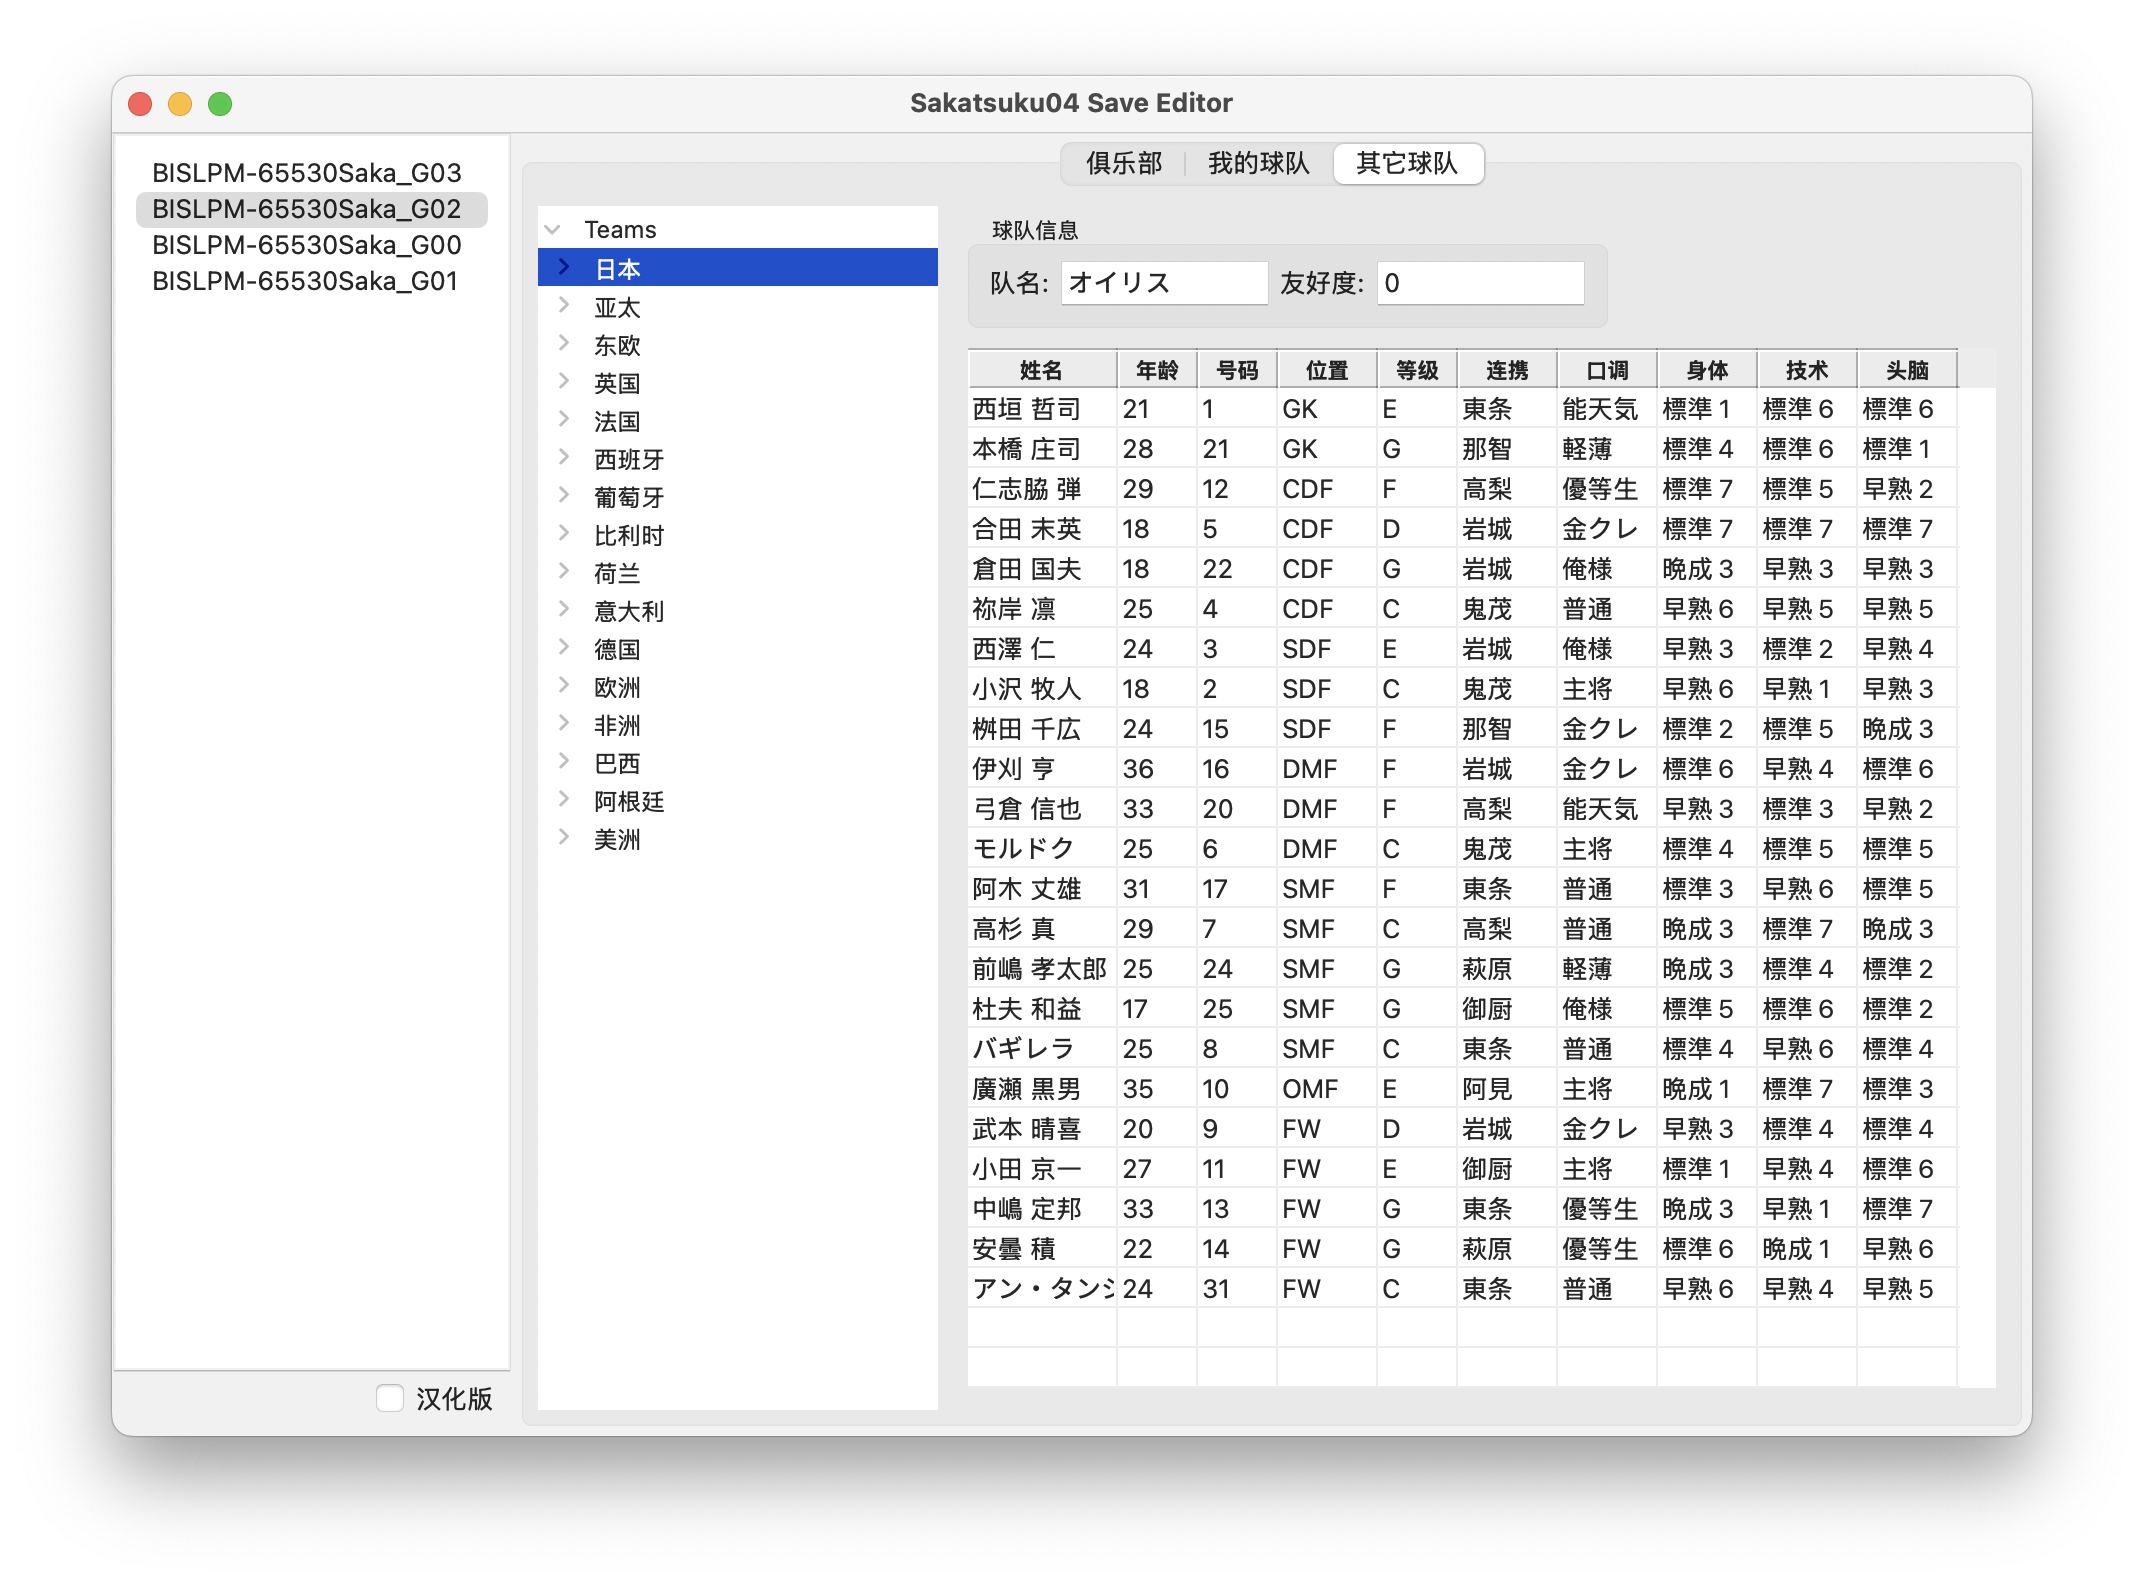 Sakatsuku04 Save Editor
BISLPM-65530Saka_G03
BISLPM-65530Saka_G02
BISLPM-65530Saka_G00
BISLPM-65530Saka_G01
汉化版
俱乐部 我的球队 其它球队
Teams
日本
亚太
东欧
英国
法国
西班牙
葡萄牙
比利时
荷兰
意大利
德国
欧洲
非洲
巴西
阿根廷
美洲
球队信息
队名: オイリス 友好度: 0
姓名 年龄 号码 位置 等级 连携 口调 身体 技术 头脑
西垣 哲司 21 1 GK E 東条 能天気 標準 1 標準 6 標準 6
本橋 庄司 28 21 GK G 那智 軽薄 標準 4 標準 6 標準 1
仁志脇 弾 29 12 CDF F 高梨 優等生 標準 7 標準 5 早熟 2
合田 末英 18 5 CDF D 岩城 金クレ 標準 7 標準 7 標準 7
倉田 国夫 18 22 CDF G 岩城 俺様 晩成 3 早熟 3 早熟 3
祢岸 凛 25 4 CDF C 鬼茂 普通 早熟 6 早熟 5 早熟 5
西澤 仁 24 3 SDF E 岩城 俺様 早熟 3 標準 2 早熟 4
小沢 牧人 18 2 SDF C 鬼茂 主将 早熟 6 早熟 1 早熟 3
桝田 千広 24 15 SDF F 那智 金クレ 標準 2 標準 5 晩成 3
伊刈 亨 36 16 DMF F 岩城 金クレ 標準 6 早熟 4 標準 6
弓倉 信也 33 20 DMF F 高梨 能天気 早熟 3 標準 3 早熟 2
モルドク 25 6 DMF C 鬼茂 主将 標準 4 標準 5 標準 5
阿木 丈雄 31 17 SMF F 東条 普通 標準 3 早熟 6 標準 5
高杉 真 29 7 SMF C 高梨 普通 晩成 3 標準 7 晩成 3
前嶋 孝太郎 25 24 SMF G 萩原 軽薄 晩成 3 標準 4 標準 2
杜夫 和益 17 25 SMF G 御厨 俺様 標準 5 標準 6 標準 2
バギレラ 25 8 SMF C 東条 普通 標準 4 早熟 6 標準 4
廣瀬 黒男 35 10 OMF E 阿見 主将 晩成 1 標準 7 標準 3
武本 晴喜 20 9 FW D 岩城 金クレ 早熟 3 標準 4 標準 4
小田 京一 27 11 FW E 御厨 主将 標準 1 早熟 4 標準 6
中嶋 定邦 33 13 FW G 東条 優等生 晩成 3 早熟 1 標準 7
安曇 積 22 14 FW G 萩原 優等生 標準 6 晩成 1 早熟 6
アン・タンジ 24 31 FW C 東条 普通 早熟 6 早熟 4 早熟 5